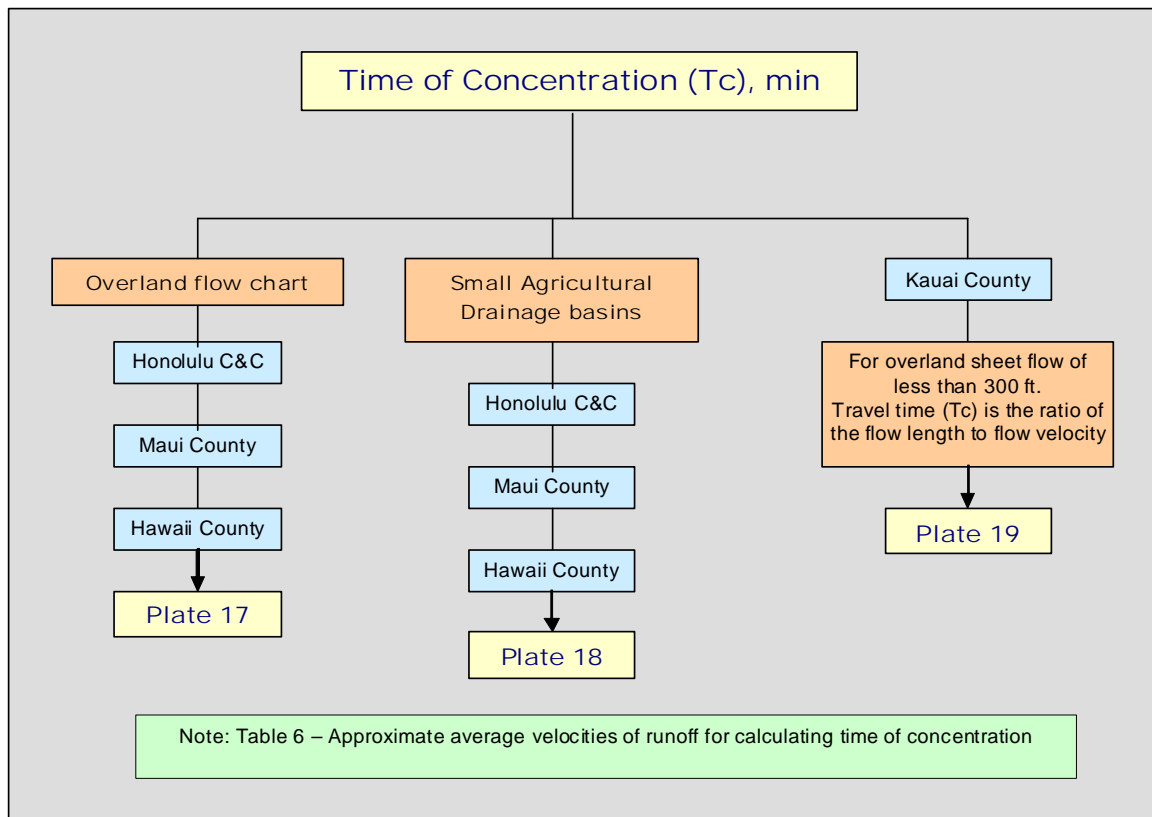 Time of Concentration (Tc), min
Overland flow chart
Honolulu C&C
Maui County
Hawaii County
Plate 17
Small Agricultural
Drainage basins
Honolulu C&C
Maui County
Hawaii County
Plate 18
Kauai County
For overland sheet flow of
less than 300 ft.
Travel time (Tc) is the ratio of
the flow length to flow velocity
Plate 19
Note: Table 6 – Approximate average velocities of runoff for calculating time of concentration